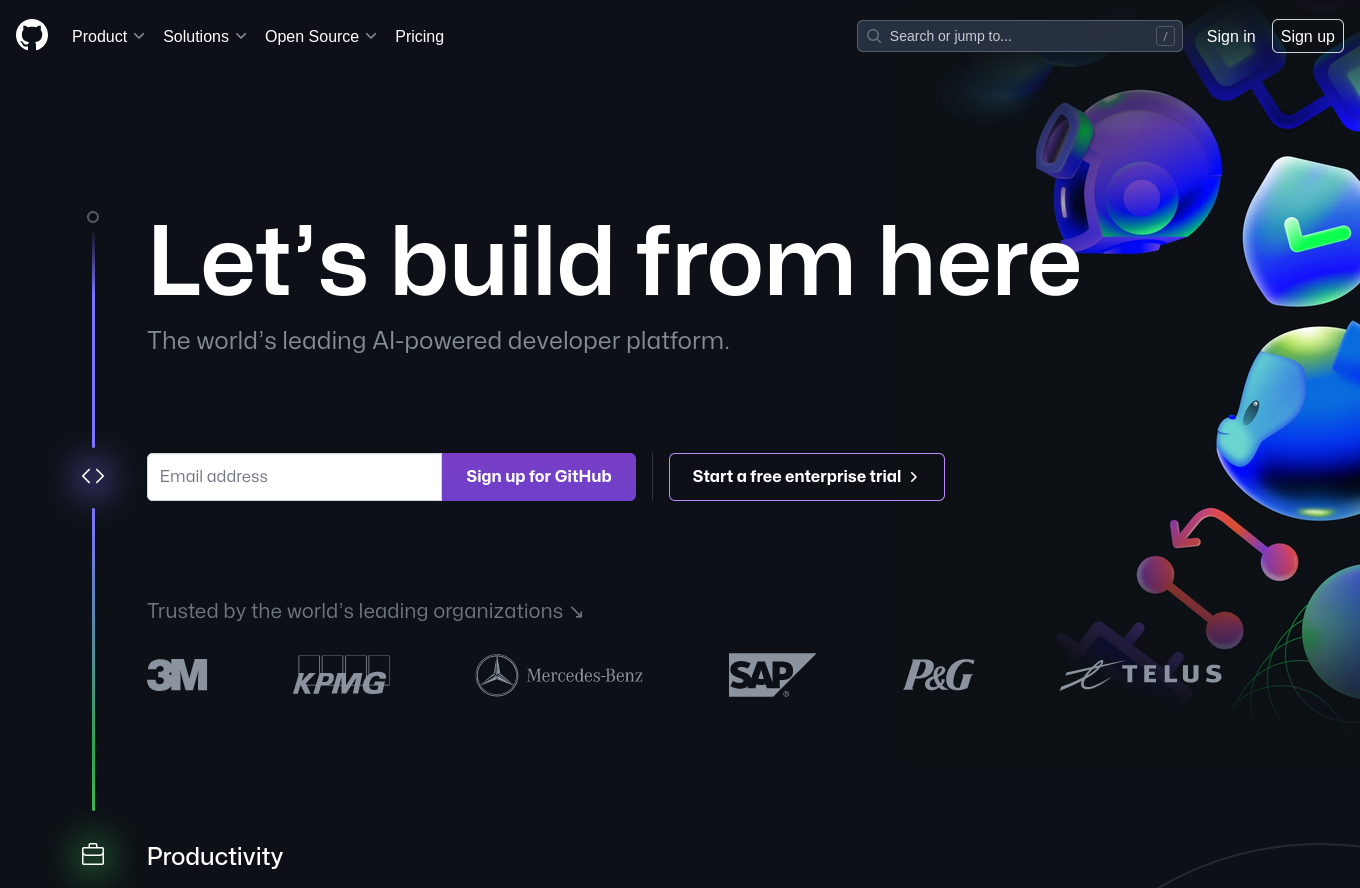 Product
Solutions
Open Source
Pricing
Search or jump to...
/
Sign in
Sign up
Let’s build from here
The world’s leading AI-powered developer platform.
Email address
Sign up for GitHub
Start a free enterprise trial
Trusted by the world’s leading organizations ↘
3M
KPMG
Mercedes-Benz
SAP®
P&G
TELUS
Productivity